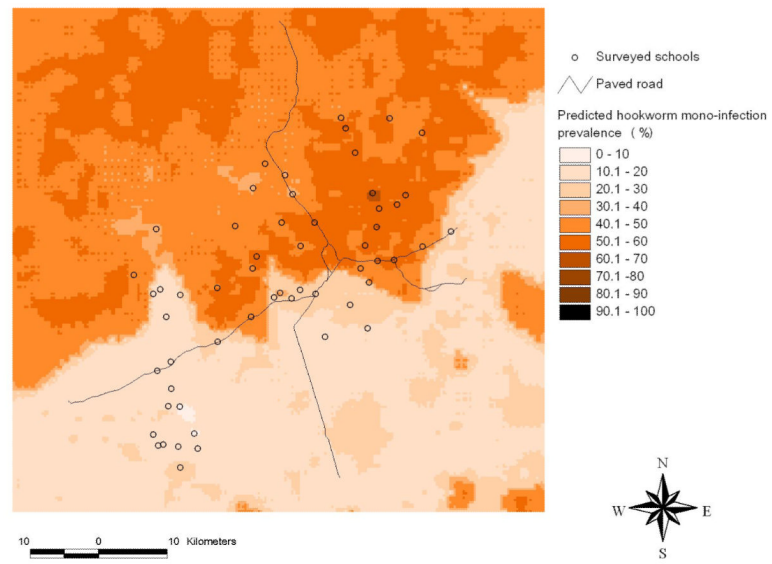 Surveyed schools
Paved road
Predicted hookworm mono-infection
prevalence ( %)
0 - 10
10.1 - 20
20.1 - 30
30.1 - 40
40.1 - 50
50.1 - 60
60.1 - 70
70.1 - 80
80.1 - 90
90.1 - 100
N
W E
S
10 0 10 Kilometers